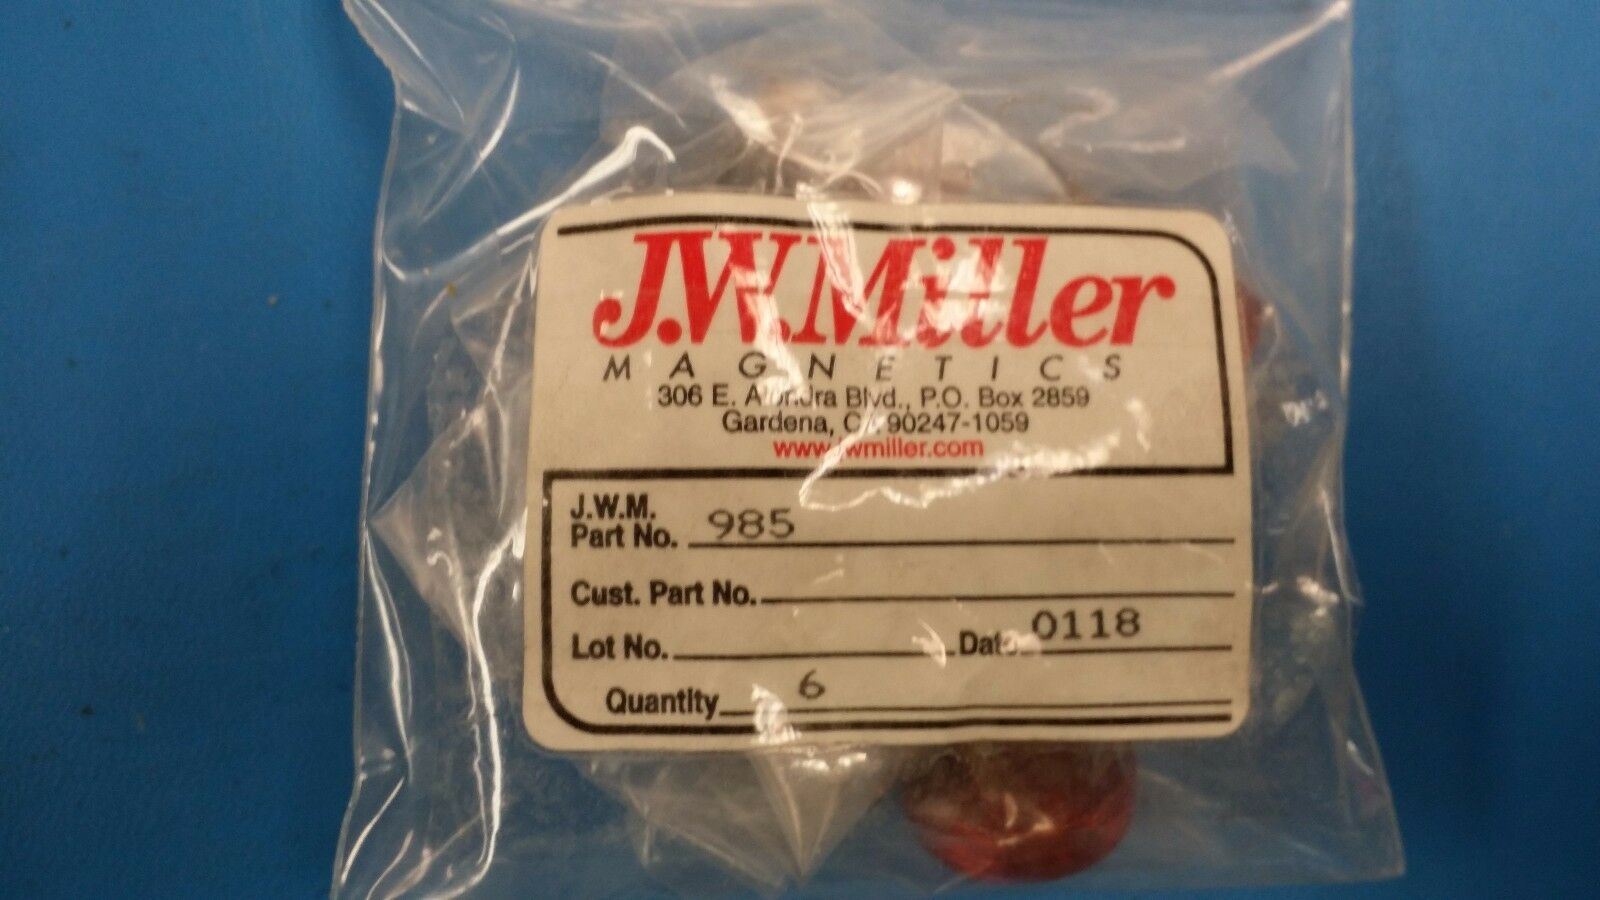 J.W.Miller
MAGNETICS
306 E. Alondra Blvd., P.O. Box 2859
Gardena, CA 90247-1059
www.jwmiller.com
J.W.M.
Part No. 985
Cust. Part No.
Lot No. Date 0118
Quantity 6